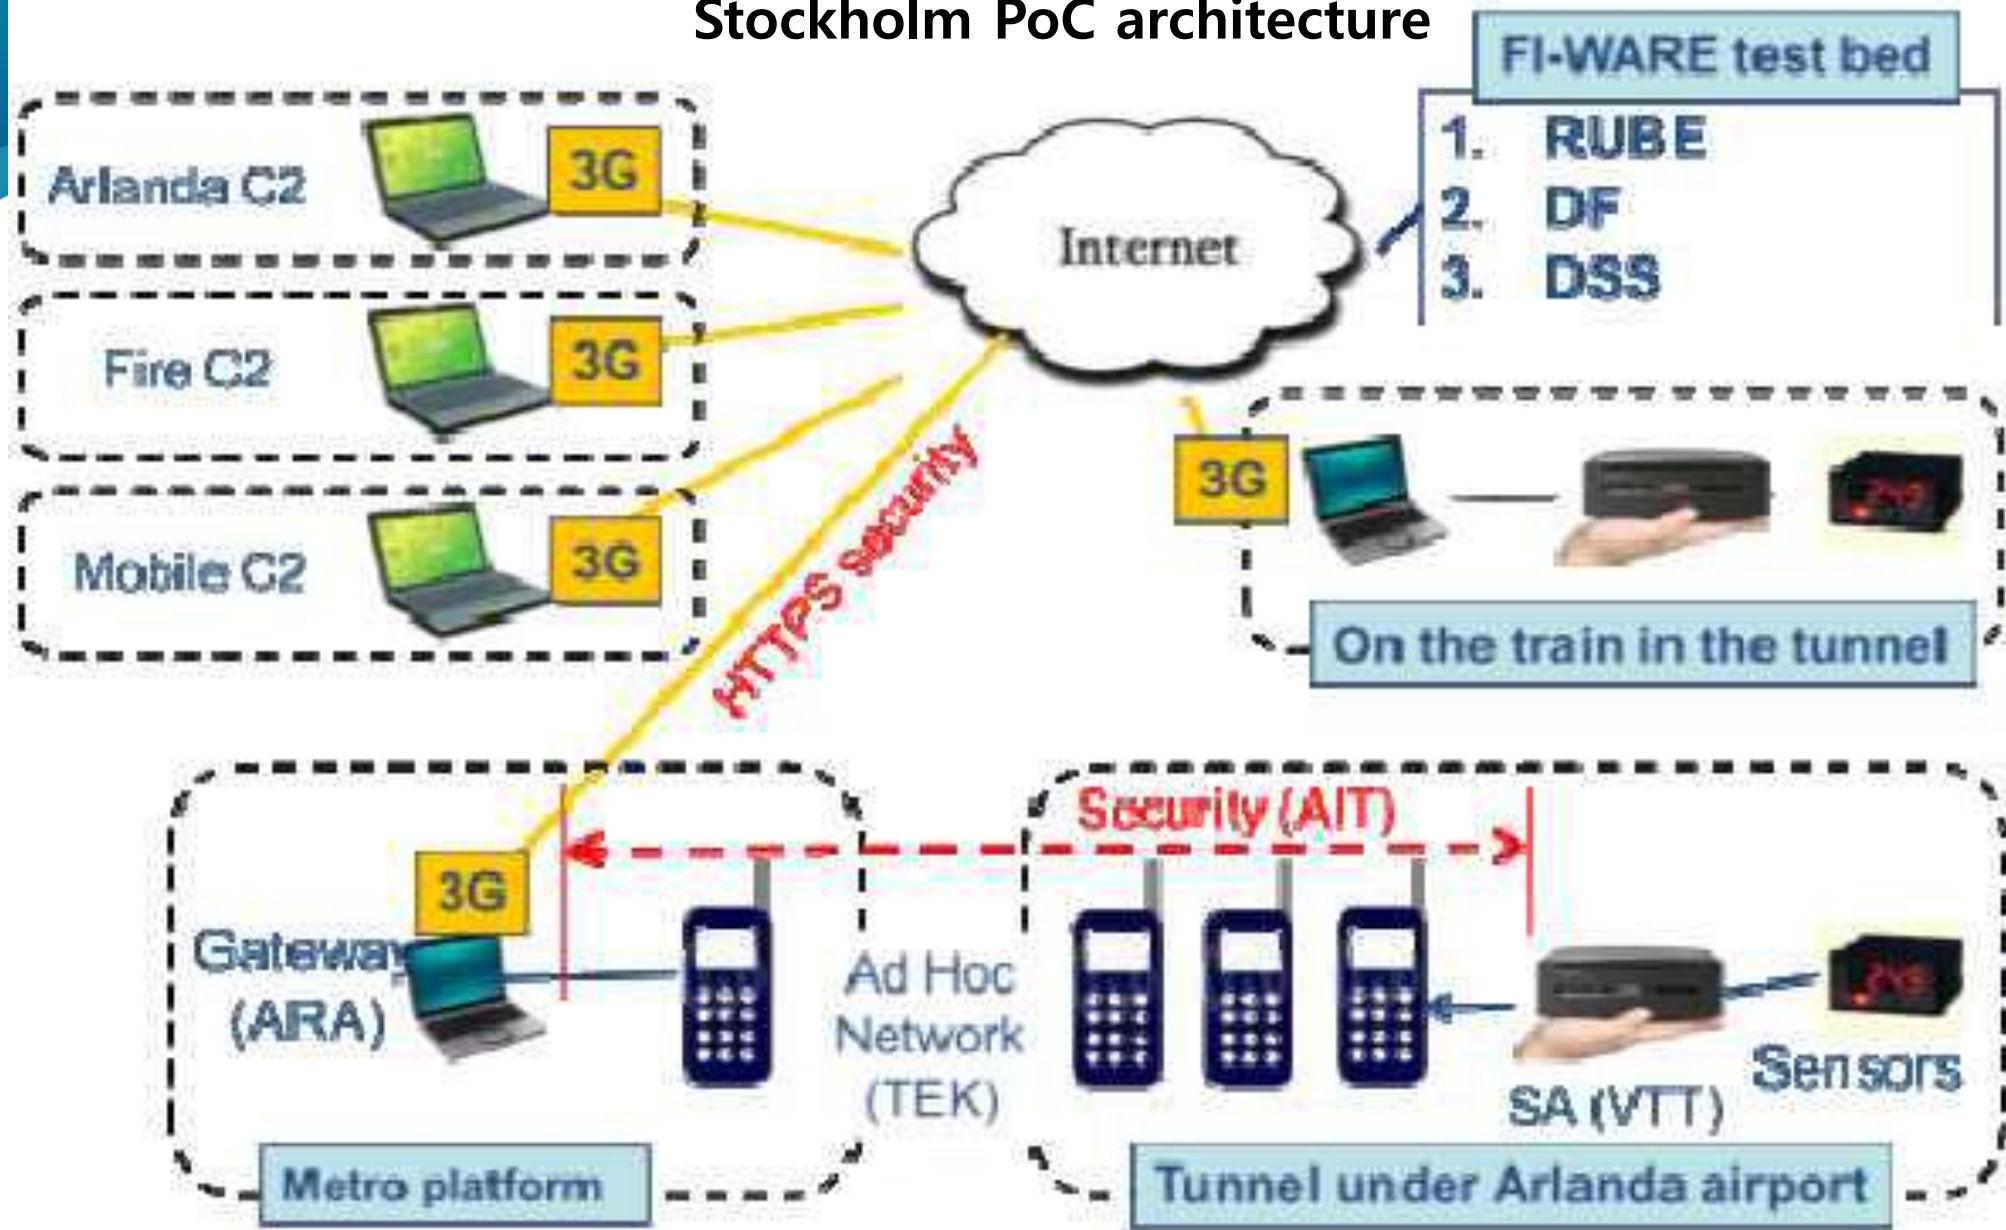 Stockholm PoC architecture
FI-WARE test bed
1. RUBE
2. DF
3. DSS
Arlanda C2
3G
Internet
Fire C2
3G
Mobile C2
3G
HTTPS security
3G
249
On the train in the tunnel
Security (AIT)
3G
Gateway
(ARA)
Ad Hoc
Network
(TEK)
249
Sensors
SA (VTT)
Metro platform
Tunnel under Arlanda airport